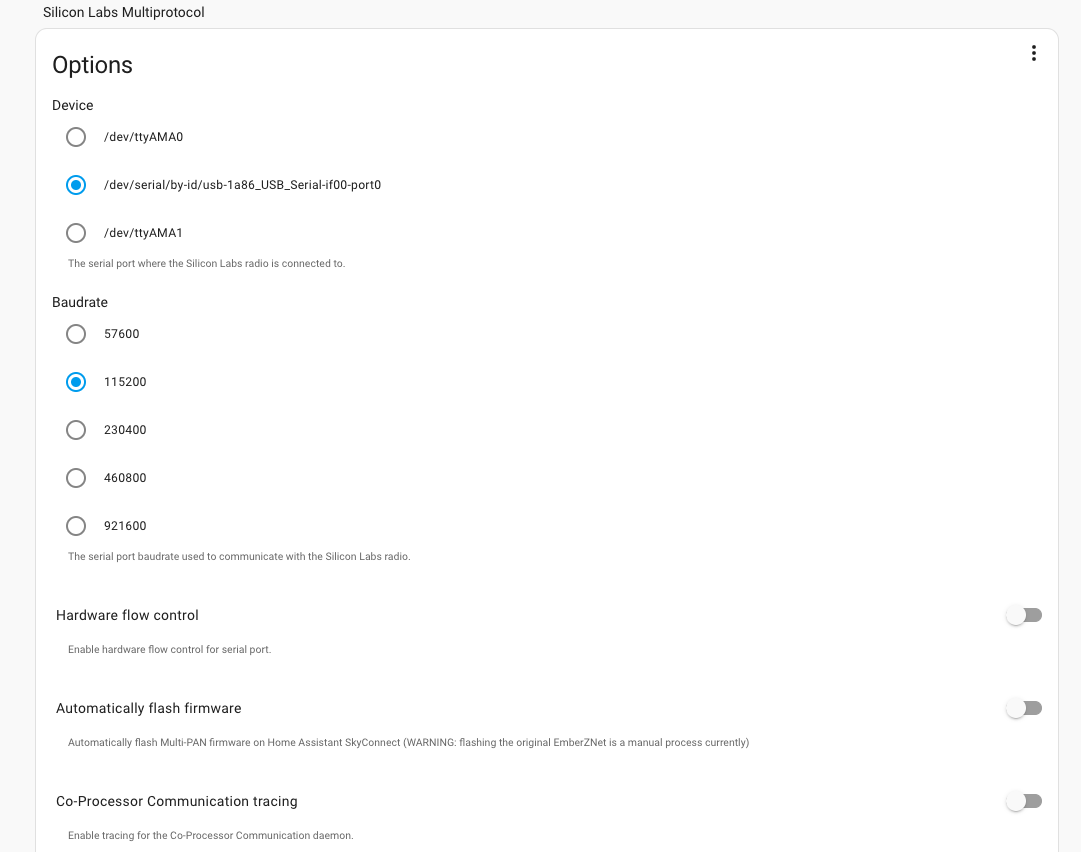 Silicon Labs Multiprotocol
Options
Device
/dev/ttyAMA0
/dev/serial/by-id/usb-1a86_USB_Serial-if00-port0
/dev/ttyAMA1
The serial port where the Silicon Labs radio is connected to.
Baudrate
57600
115200
230400
460800
921600
The serial port baudrate used to communicate with the Silicon Labs radio.
Hardware flow control
Enable hardware flow control for serial port.
Automatically flash firmware
Automatically flash Multi-PAN firmware on Home Assistant SkyConnect (WARNING: flashing the original EmberZNet is a manual process currently)
Co-Processor Communication tracing
Enable tracing for the Co-Processor Communication daemon.